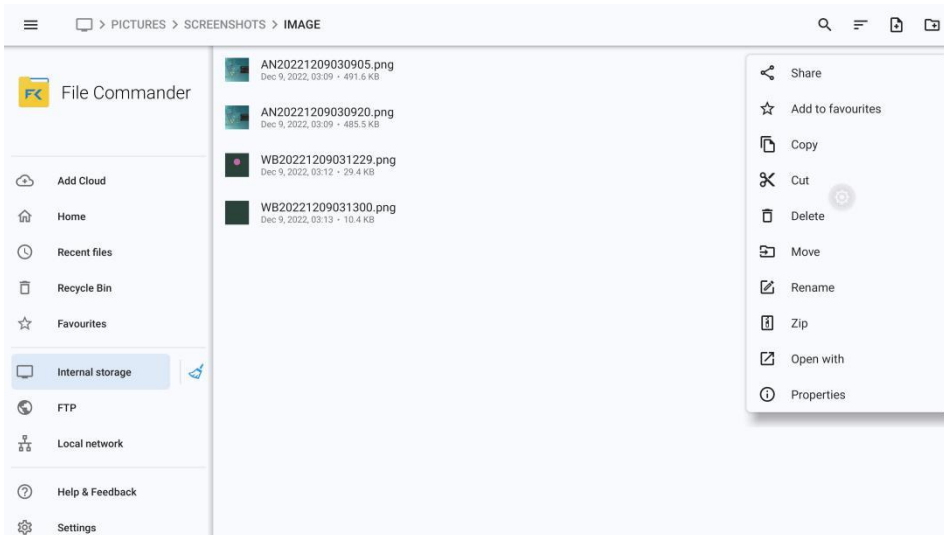 > PICTURES > SCREENSHOTS > IMAGE
FK File Commander
Add Cloud
Home
Recent files
Recycle Bin
Favourites
Internal storage
FTP
Local network
Help & Feedback
Settings
AN20221209030905.png
Dec 9, 2022, 03:09 • 491.6 KB
AN20221209030920.png
Dec 9, 2022, 03:09 • 485.5 KB
WB20221209031229.png
Dec 9, 2022, 03:12 • 29.4 KB
WB20221209031300.png
Dec 9, 2022, 03:13 • 10.4 KB
Share
Add to favourites
Copy
Cut
Delete
Move
Rename
Zip
Open with
Properties